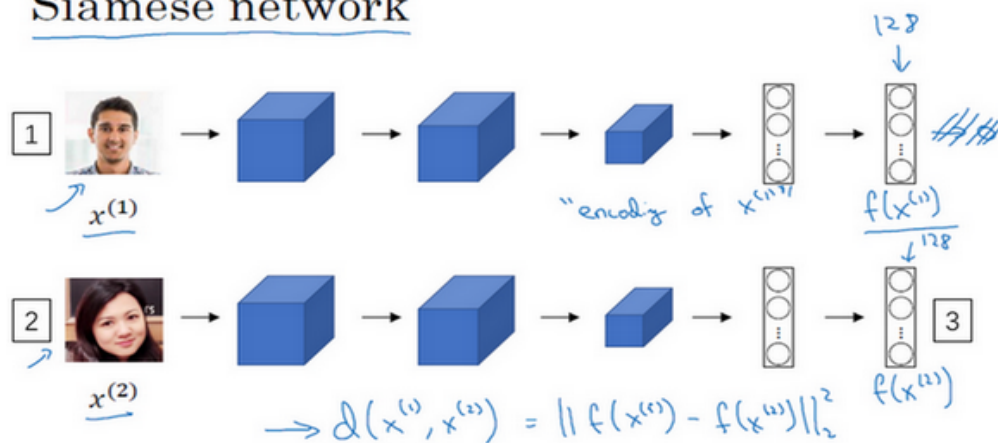 Siamese network
128
1
x^(1)
"encodig of x^(1)"
f(x^(1))
128
2
3
x^(2)
f(x^(2))
→ d(x^(1), x^(2)) = || f(x^(1)) - f(x^(2)) ||_2^2